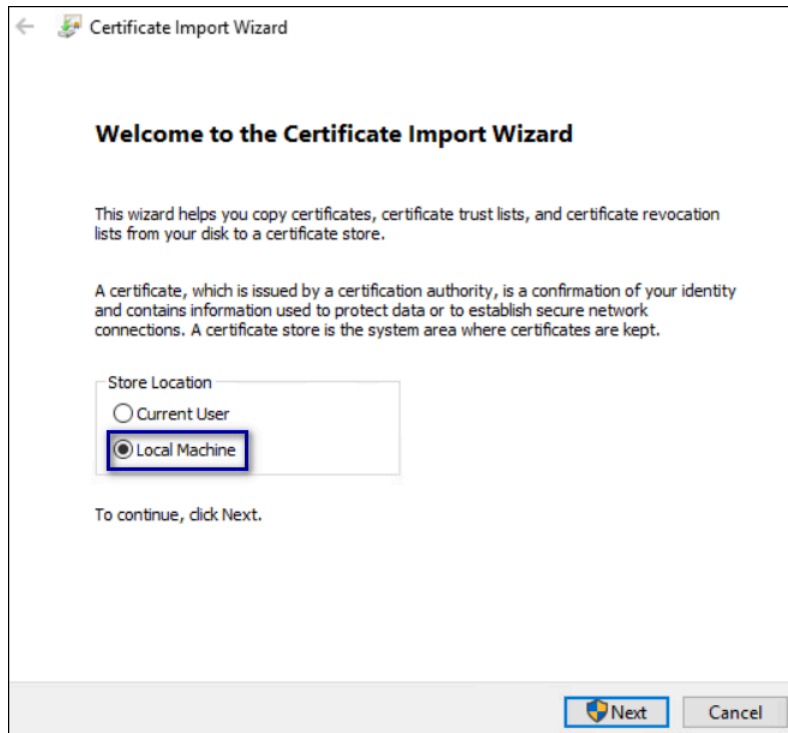 Certificate Import Wizard
Welcome to the Certificate Import Wizard
This wizard helps you copy certificates, certificate trust lists, and certificate revocation
lists from your disk to a certificate store.
A certificate, which is issued by a certification authority, is a confirmation of your identity
and contains information used to protect data or to establish secure network
connections. A certificate store is the system area where certificates are kept.
Store Location
Current User
Local Machine
To continue, click Next.
Next
Cancel